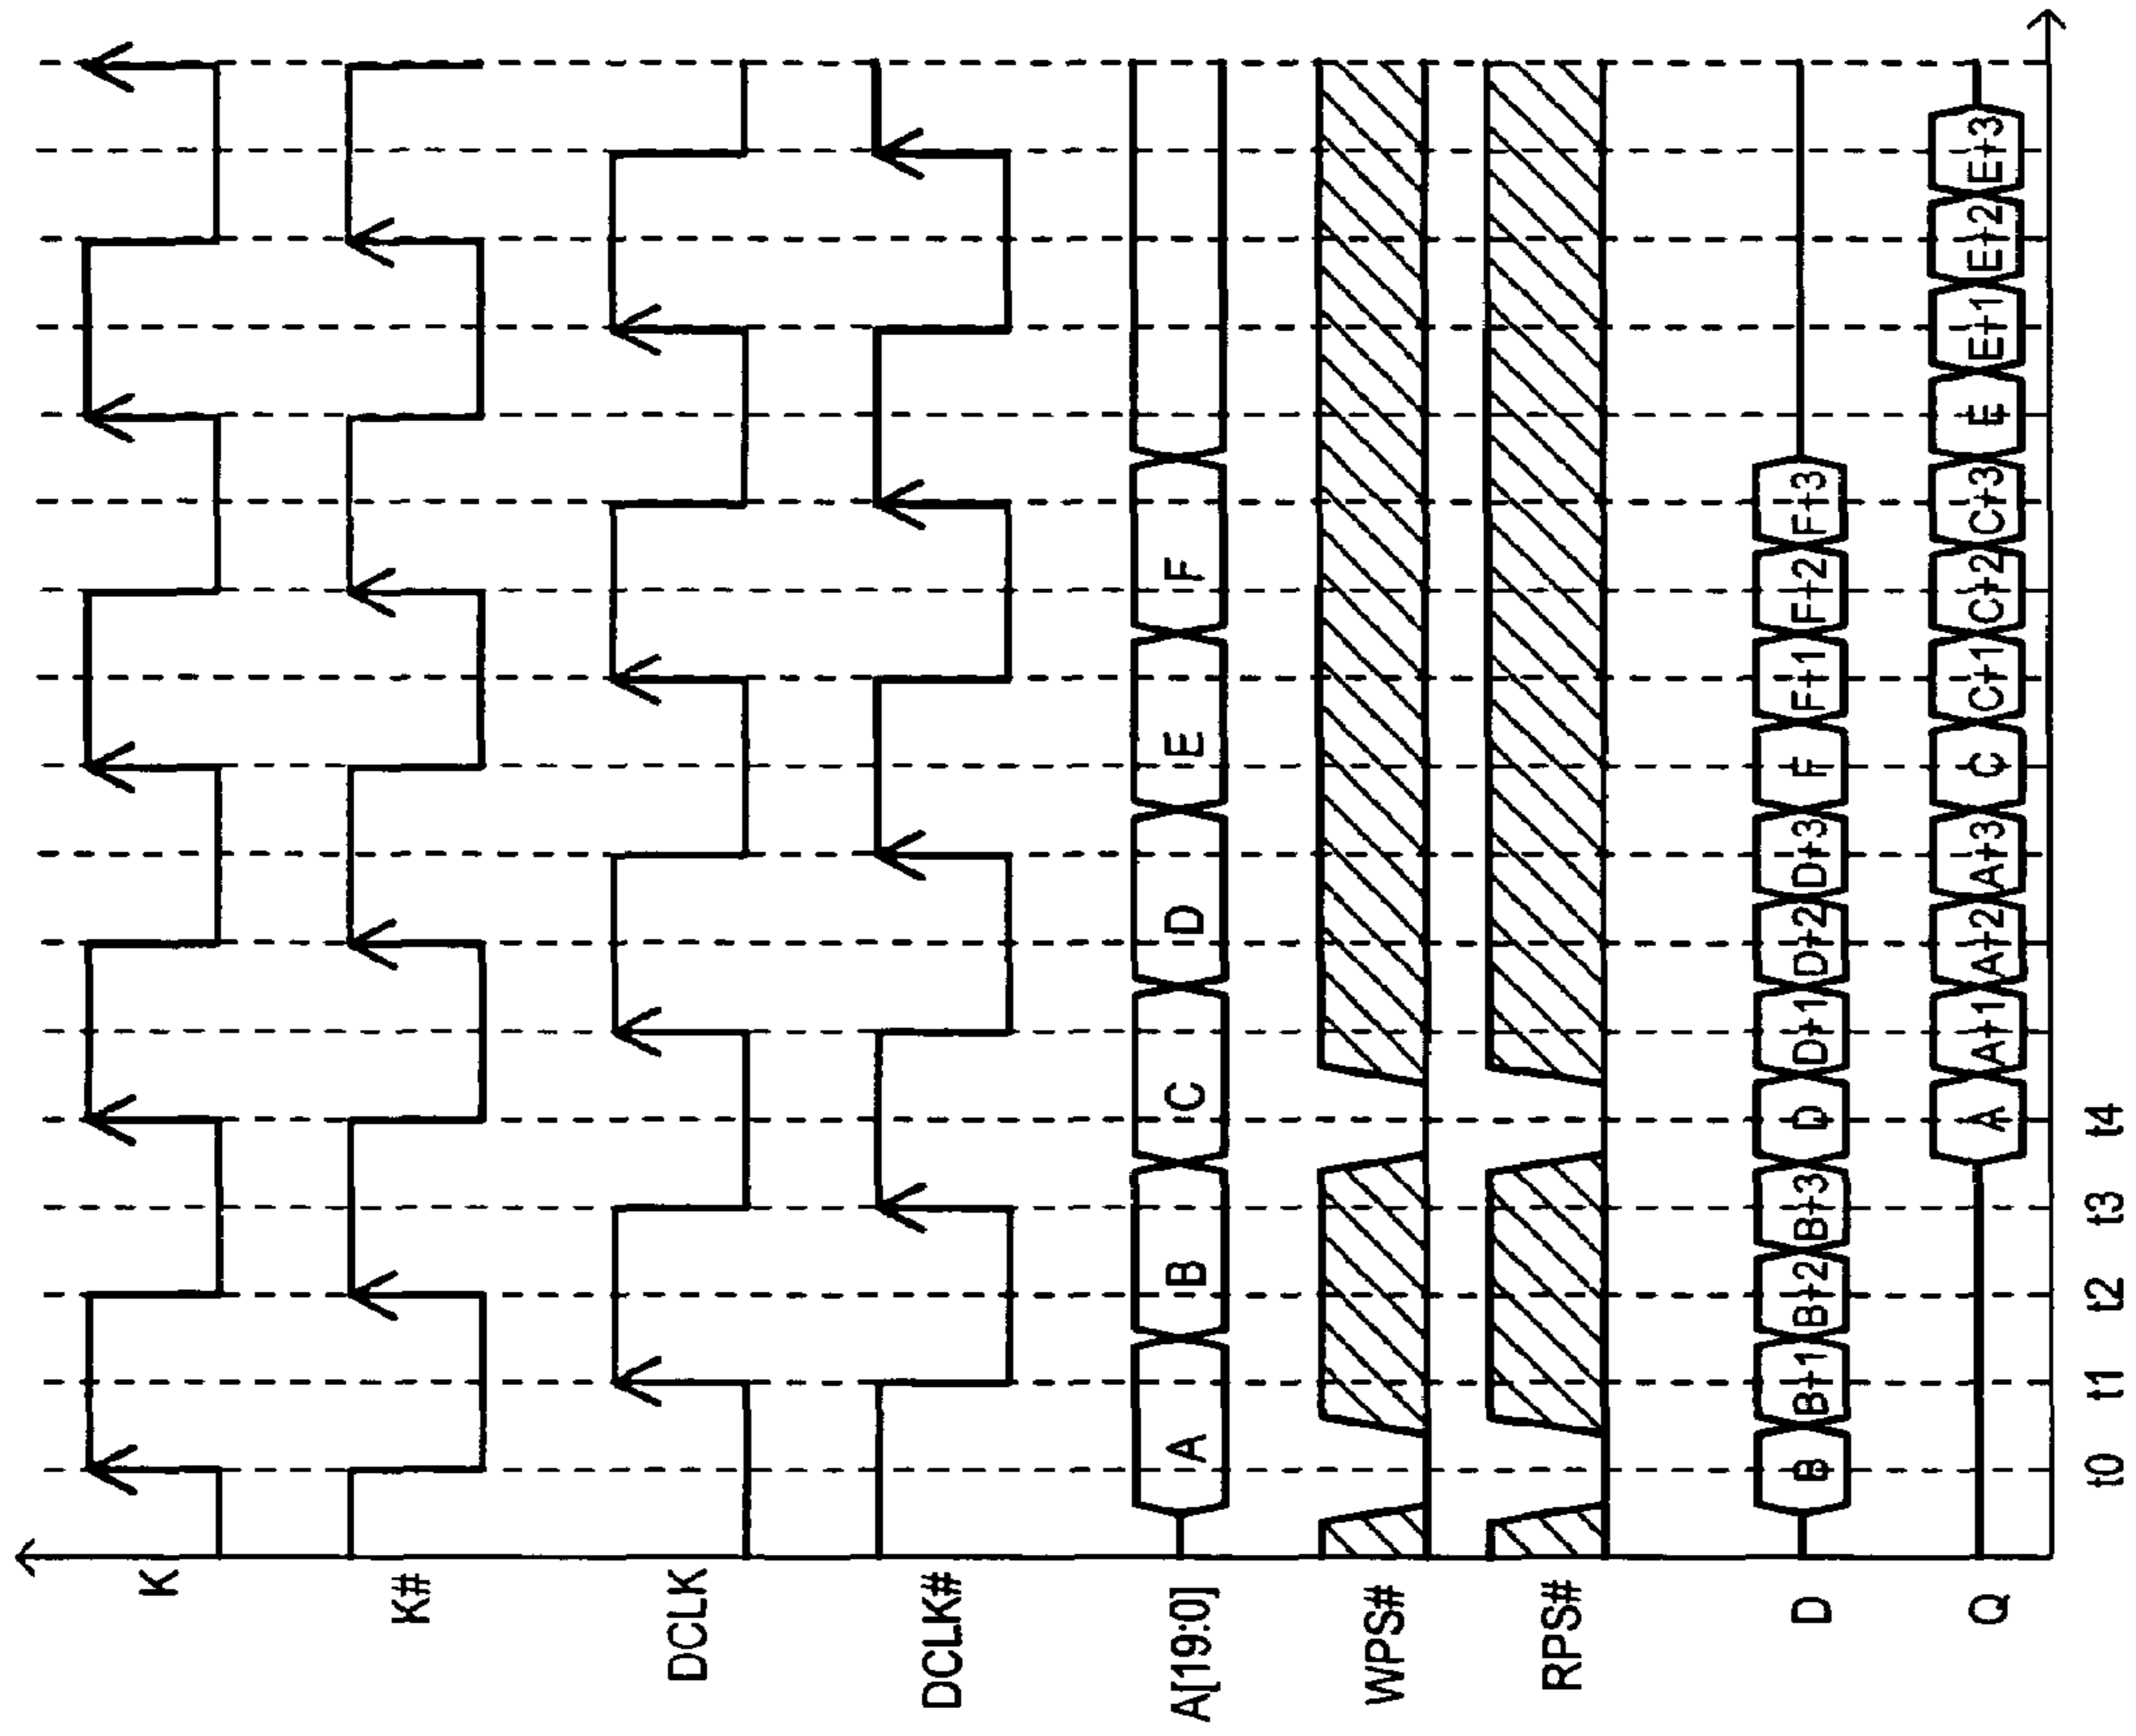 K
K#
DCLK
DCLK#
A[19:0] A B C D E F
WPS#
RPS#
D B B+1 B+2 B+3 D D+1 D+2 D+3 F F+1 F+2 F+3
Q A A+1 A+2 A+3 C C+1 C+2 C+3 E E+1 E+2 E+3
t0 t1 t2 t3 t4